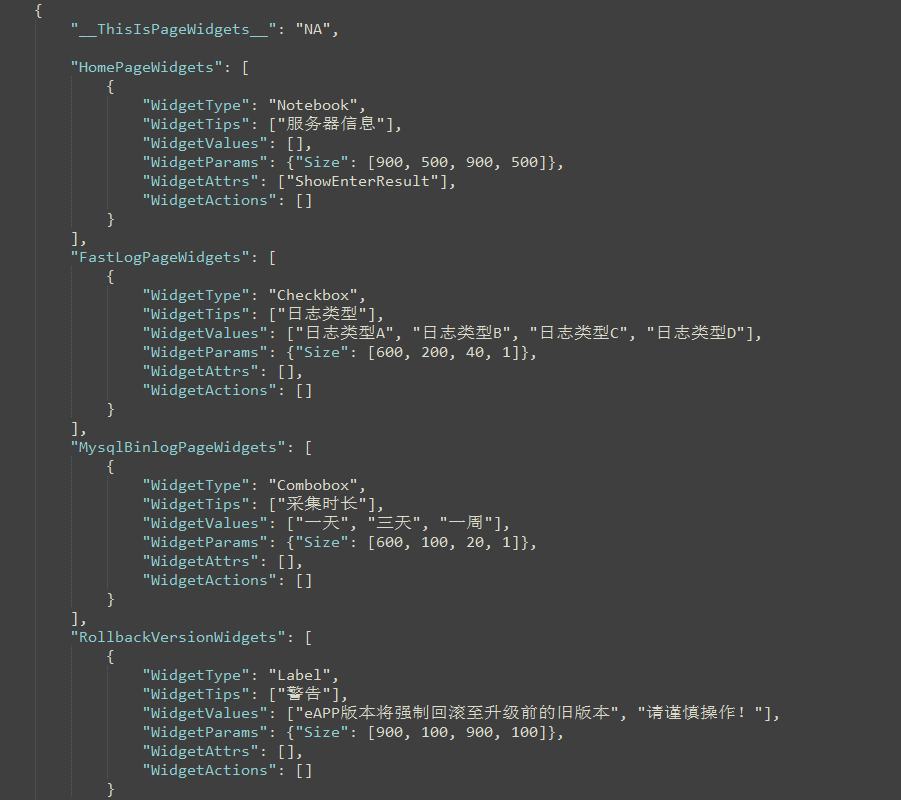 {
    "__ThisIsPageWidgets__": "NA",
    "HomePageWidgets": [
        {
            "WidgetType": "Notebook",
            "WidgetTips": ["服务器信息"],
            "WidgetValues": [],
            "WidgetParams": {"Size": [900, 500, 900, 500]},
            "WidgetAttrs": ["ShowEnterResult"],
            "WidgetActions": []
        }
    ],
    "FastLogPageWidgets": [
        {
            "WidgetType": "Checkbox",
            "WidgetTips": ["日志类型"],
            "WidgetValues": ["日志类型A", "日志类型B", "日志类型C", "日志类型D"],
            "WidgetParams": {"Size": [600, 200, 40, 1]},
            "WidgetAttrs": [],
            "WidgetActions": []
        }
    ],
    "MysqlBinlogPageWidgets": [
        {
            "WidgetType": "Combobox",
            "WidgetTips": ["采集时长"],
            "WidgetValues": ["一天", "三天", "一周"],
            "WidgetParams": {"Size": [600, 100, 20, 1]},
            "WidgetAttrs": [],
            "WidgetActions": []
        }
    ],
    "RollbackVersionWidgets": [
        {
            "WidgetType": "Label",
            "WidgetTips": ["警告"],
            "WidgetValues": ["eAPP版本将强制回滚至升级前的旧版本", "请谨慎操作！"],
            "WidgetParams": {"Size": [900, 100, 900, 100]},
            "WidgetAttrs": [],
            "WidgetActions": []
        }